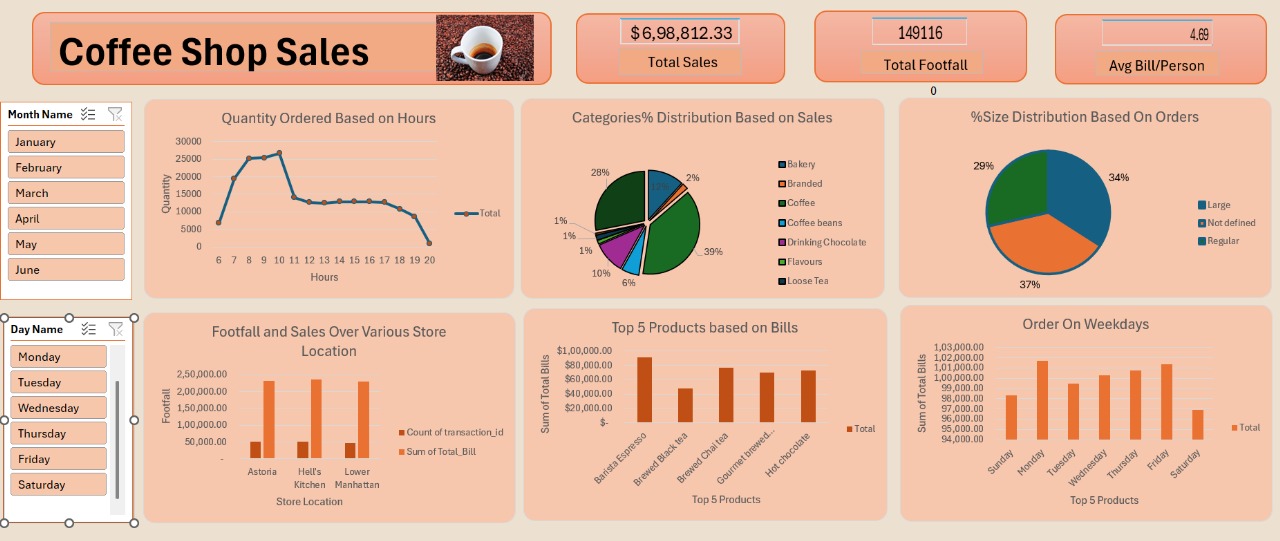 Coffee Shop Sales
$ 6,98,812.33
Total Sales
149116
Total Footfall
0
4.69
Avg Bill/Person
Month Name
January
February
March
April
May
June
Quantity Ordered Based on Hours
30000
25000
20000
15000
10000
5000
0
Quantity
6 7 8 9 10 11 12 13 14 15 16 17 18 19 20
Hours
Total
Categories% Distribution Based on Sales
28%
12%
2%
1%
1%
1%
39%
10%
6%
Bakery
Branded
Coffee
Coffee beans
Drinking Chocolate
Flavours
Loose Tea
%Size Distribution Based On Orders
29%
34%
37%
Large
Not defined
Regular
Day Name
Monday
Tuesday
Wednesday
Thursday
Friday
Saturday
Footfall and Sales Over Various Store
Location
2,50,000.00
2,00,000.00
1,50,000.00
1,00,000.00
50,000.00
-
Footfall
Astoria
Hell's
Kitchen
Lower
Manhattan
Store Location
Count of transaction_id
Sum of Total_Bill
Top 5 Products based on Bills
$1,00,000.00
$80,000.00
$60,000.00
$40,000.00
$20,000.00
$-
Sum of Total Bills
Barista Espresso
Brewed Black tea
Brewed Chai tea
Gourmet brewed...
Hot chocolate
Top 5 Products
Total
Order On Weekdays
1,03,000.00
1,02,000.00
1,01,000.00
1,00,000.00
99,000.00
98,000.00
97,000.00
96,000.00
95,000.00
94,000.00
Sum of Total Bills
Sunday
Monday
Tuesday
Wednesday
Thursday
Friday
Saturday
Top 5 Products
Total